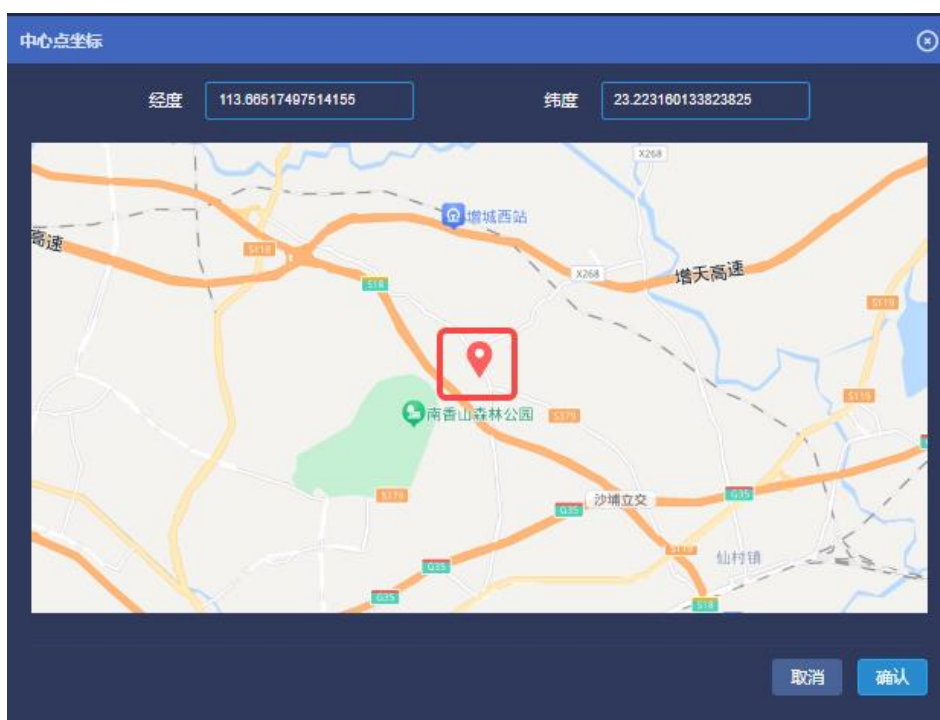 中心点坐标
经度 113.66517497514155 纬度 23.223160133823825
X268
增城西站
高速
S118
X268
增天高速
S18
S119
S119
南香山森林公园
S379
S379
G35
沙埔立交
G35
S119
仙村镇
G35
G35
S18
取消 确认